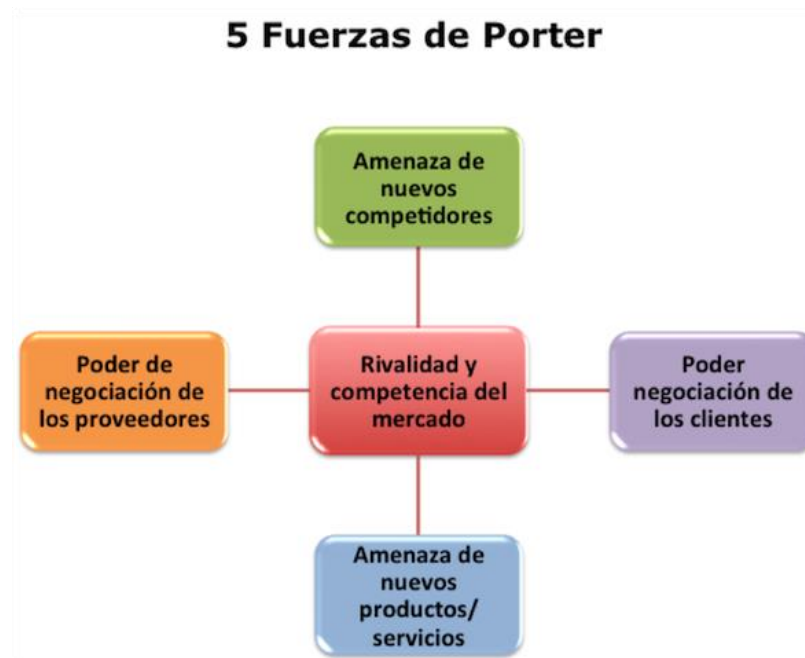 5 Fuerzas de Porter
Amenaza de
nuevos
competidores
Poder de
negociación de
los proveedores
Rivalidad y
competencia del
mercado
Poder
negociación de
los clientes
Amenaza de
nuevos
productos/
servicios